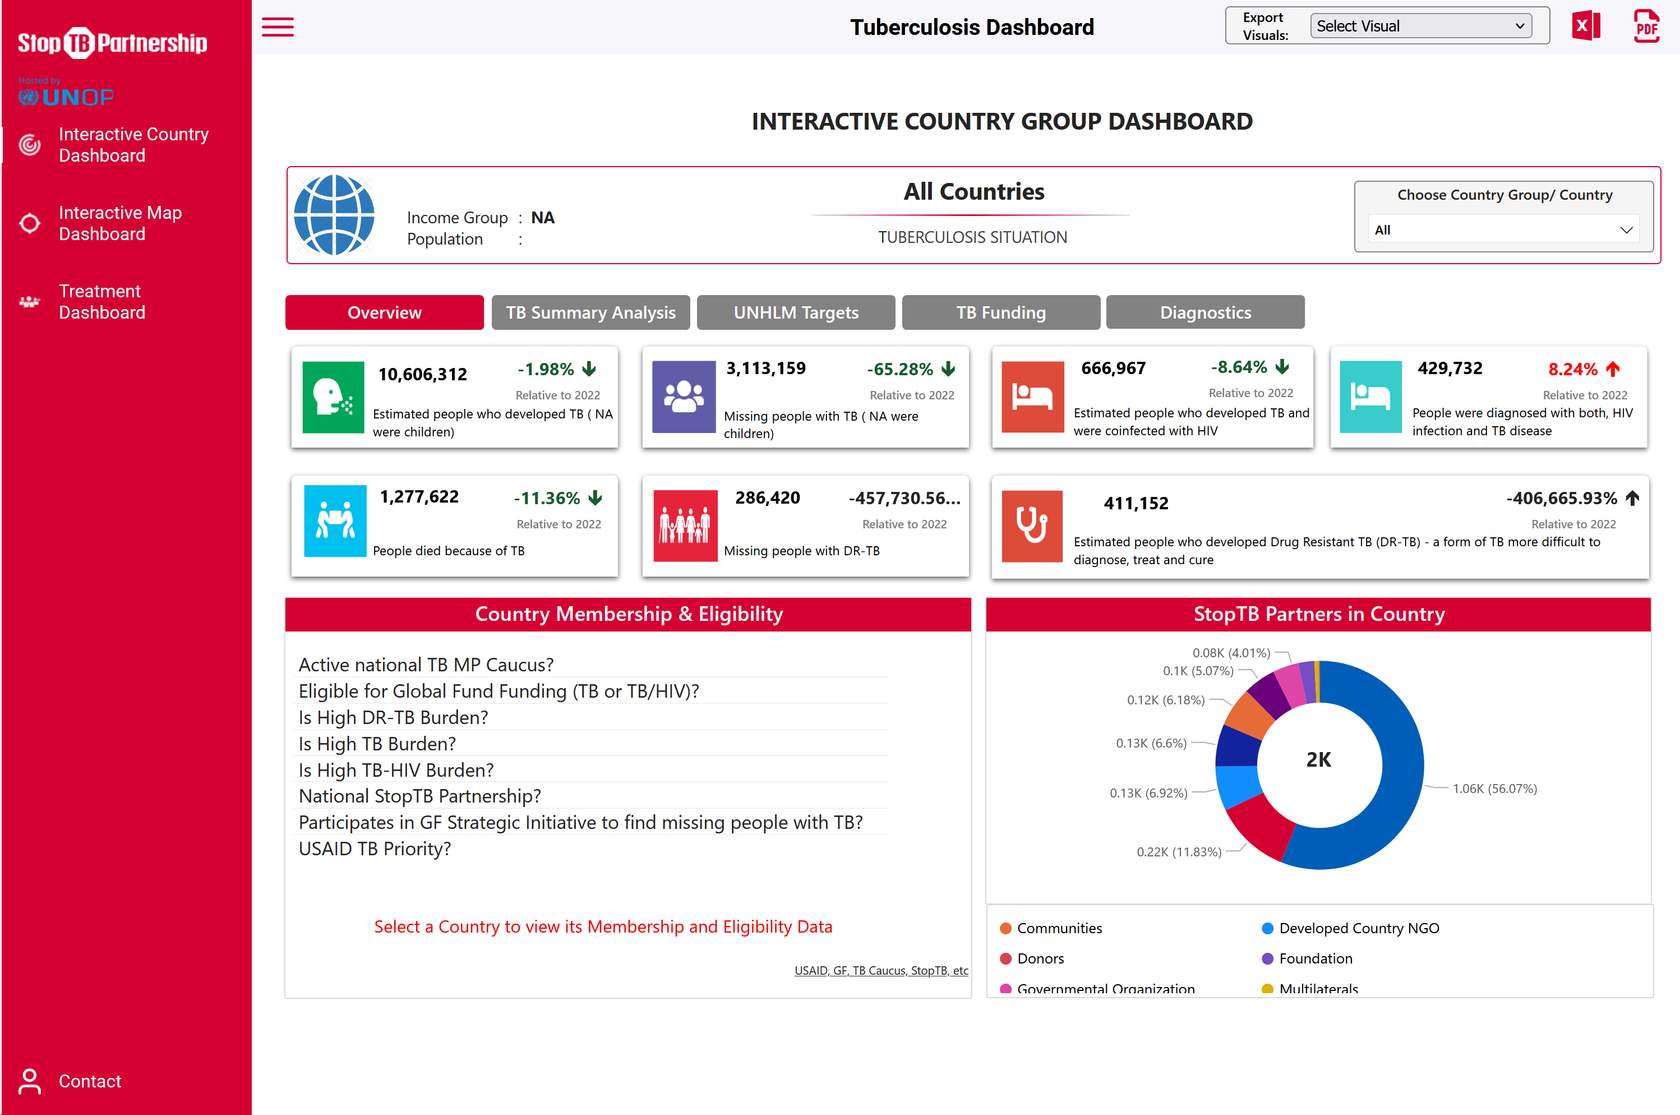 Stop TB Partnership
Hosted by
UNOP
Interactive Country
Dashboard
Interactive Map
Dashboard
Treatment
Dashboard
Contact
Tuberculosis Dashboard
Export
Visuals:
Select Visual
X
PDF
INTERACTIVE COUNTRY GROUP DASHBOARD
Income Group : NA
Population :
All Countries
TUBERCULOSIS SITUATION
Choose Country Group/ Country
All
Overview
TB Summary Analysis
UNHLM Targets
TB Funding
Diagnostics
10,606,312
-1.98%
Relative to 2022
Estimated people who developed TB ( NA
were children)
3,113,159
-65.28%
Relative to 2022
Missing people with TB ( NA were
children)
666,967
-8.64%
Relative to 2022
Estimated people who developed TB and
were coinfected with HIV
429,732
8.24%
Relative to 2022
People were diagnosed with both, HIV
infection and TB disease
1,277,622
-11.36%
Relative to 2022
People died because of TB
286,420
-457,730.56...
Relative to 2022
Missing people with DR-TB
411,152
-406,665.93%
Relative to 2022
Estimated people who developed Drug Resistant TB (DR-TB) - a form of TB more difficult to
diagnose, treat and cure
Country Membership & Eligibility
Active national TB MP Caucus?
Eligible for Global Fund Funding (TB or TB/HIV)?
Is High DR-TB Burden?
Is High TB Burden?
Is High TB-HIV Burden?
National StopTB Partnership?
Participates in GF Strategic Initiative to find missing people with TB?
USAID TB Priority?
Select a Country to view its Membership and Eligibility Data
USAID, GF, TB Caucus, StopTB, etc
StopTB Partners in Country
0.08K (4.01%)
0.1K (5.07%)
0.12K (6.18%)
0.13K (6.6%)
0.13K (6.92%)
0.22K (11.83%)
1.06K (56.07%)
2K
Communities
Developed Country NGO
Donors
Foundation
Governmental Organization
Multilaterals